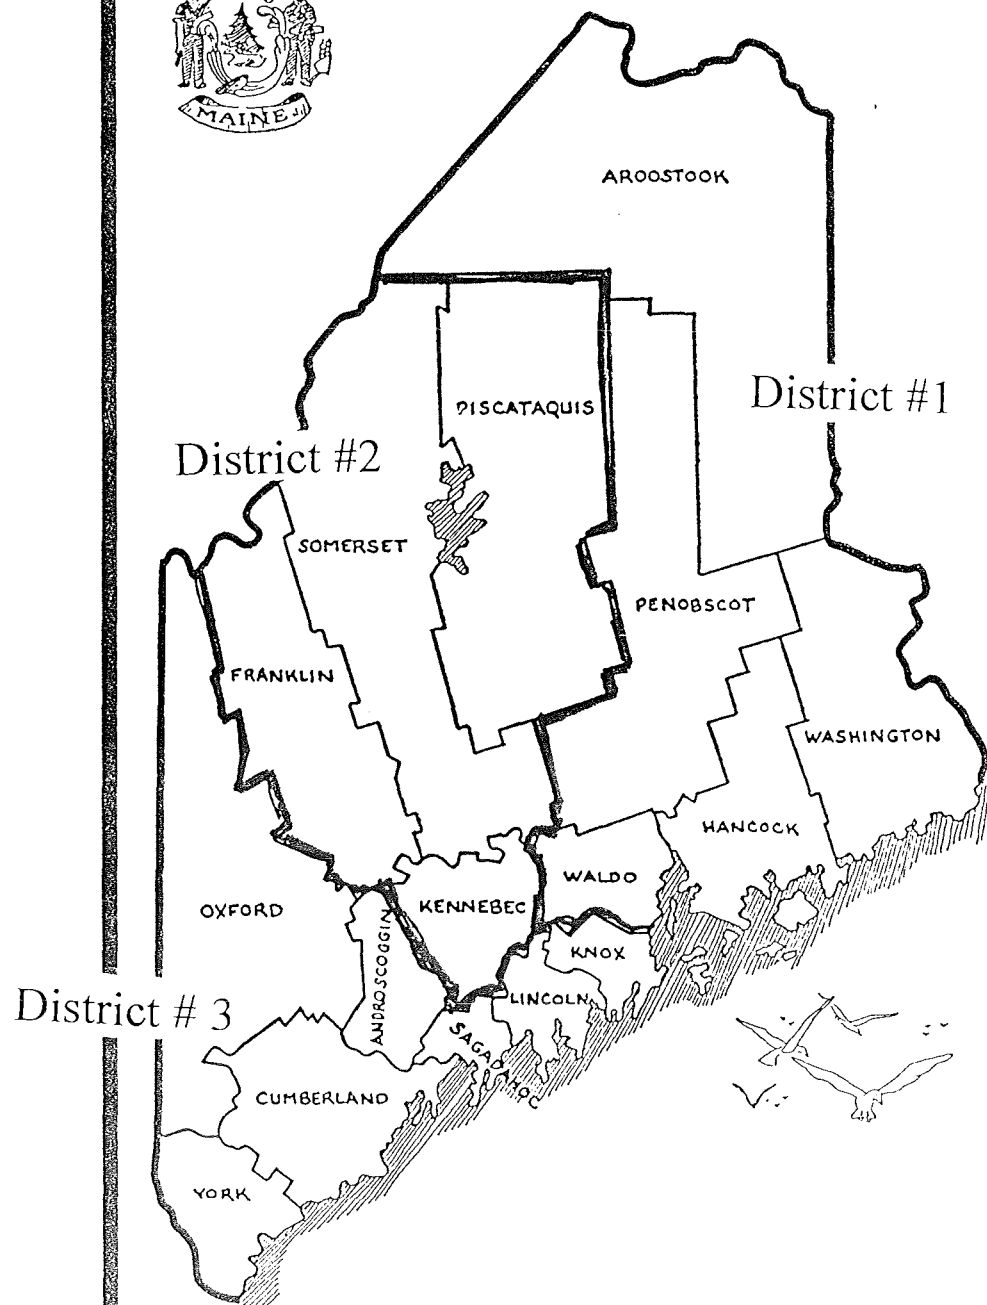 MAINE
AROOSTOOK
PISCATAQUIS
District #1
District #2
SOMERSET
PENOBSCOT
FRANKLIN
WASHINGTON
HANCOCK
WALDO
OXFORD
KENNEBEC
ANDROSCOGGIN
KNOX
LINCOLN
District # 3
SAGADAHOC
CUMBERLAND
YORK